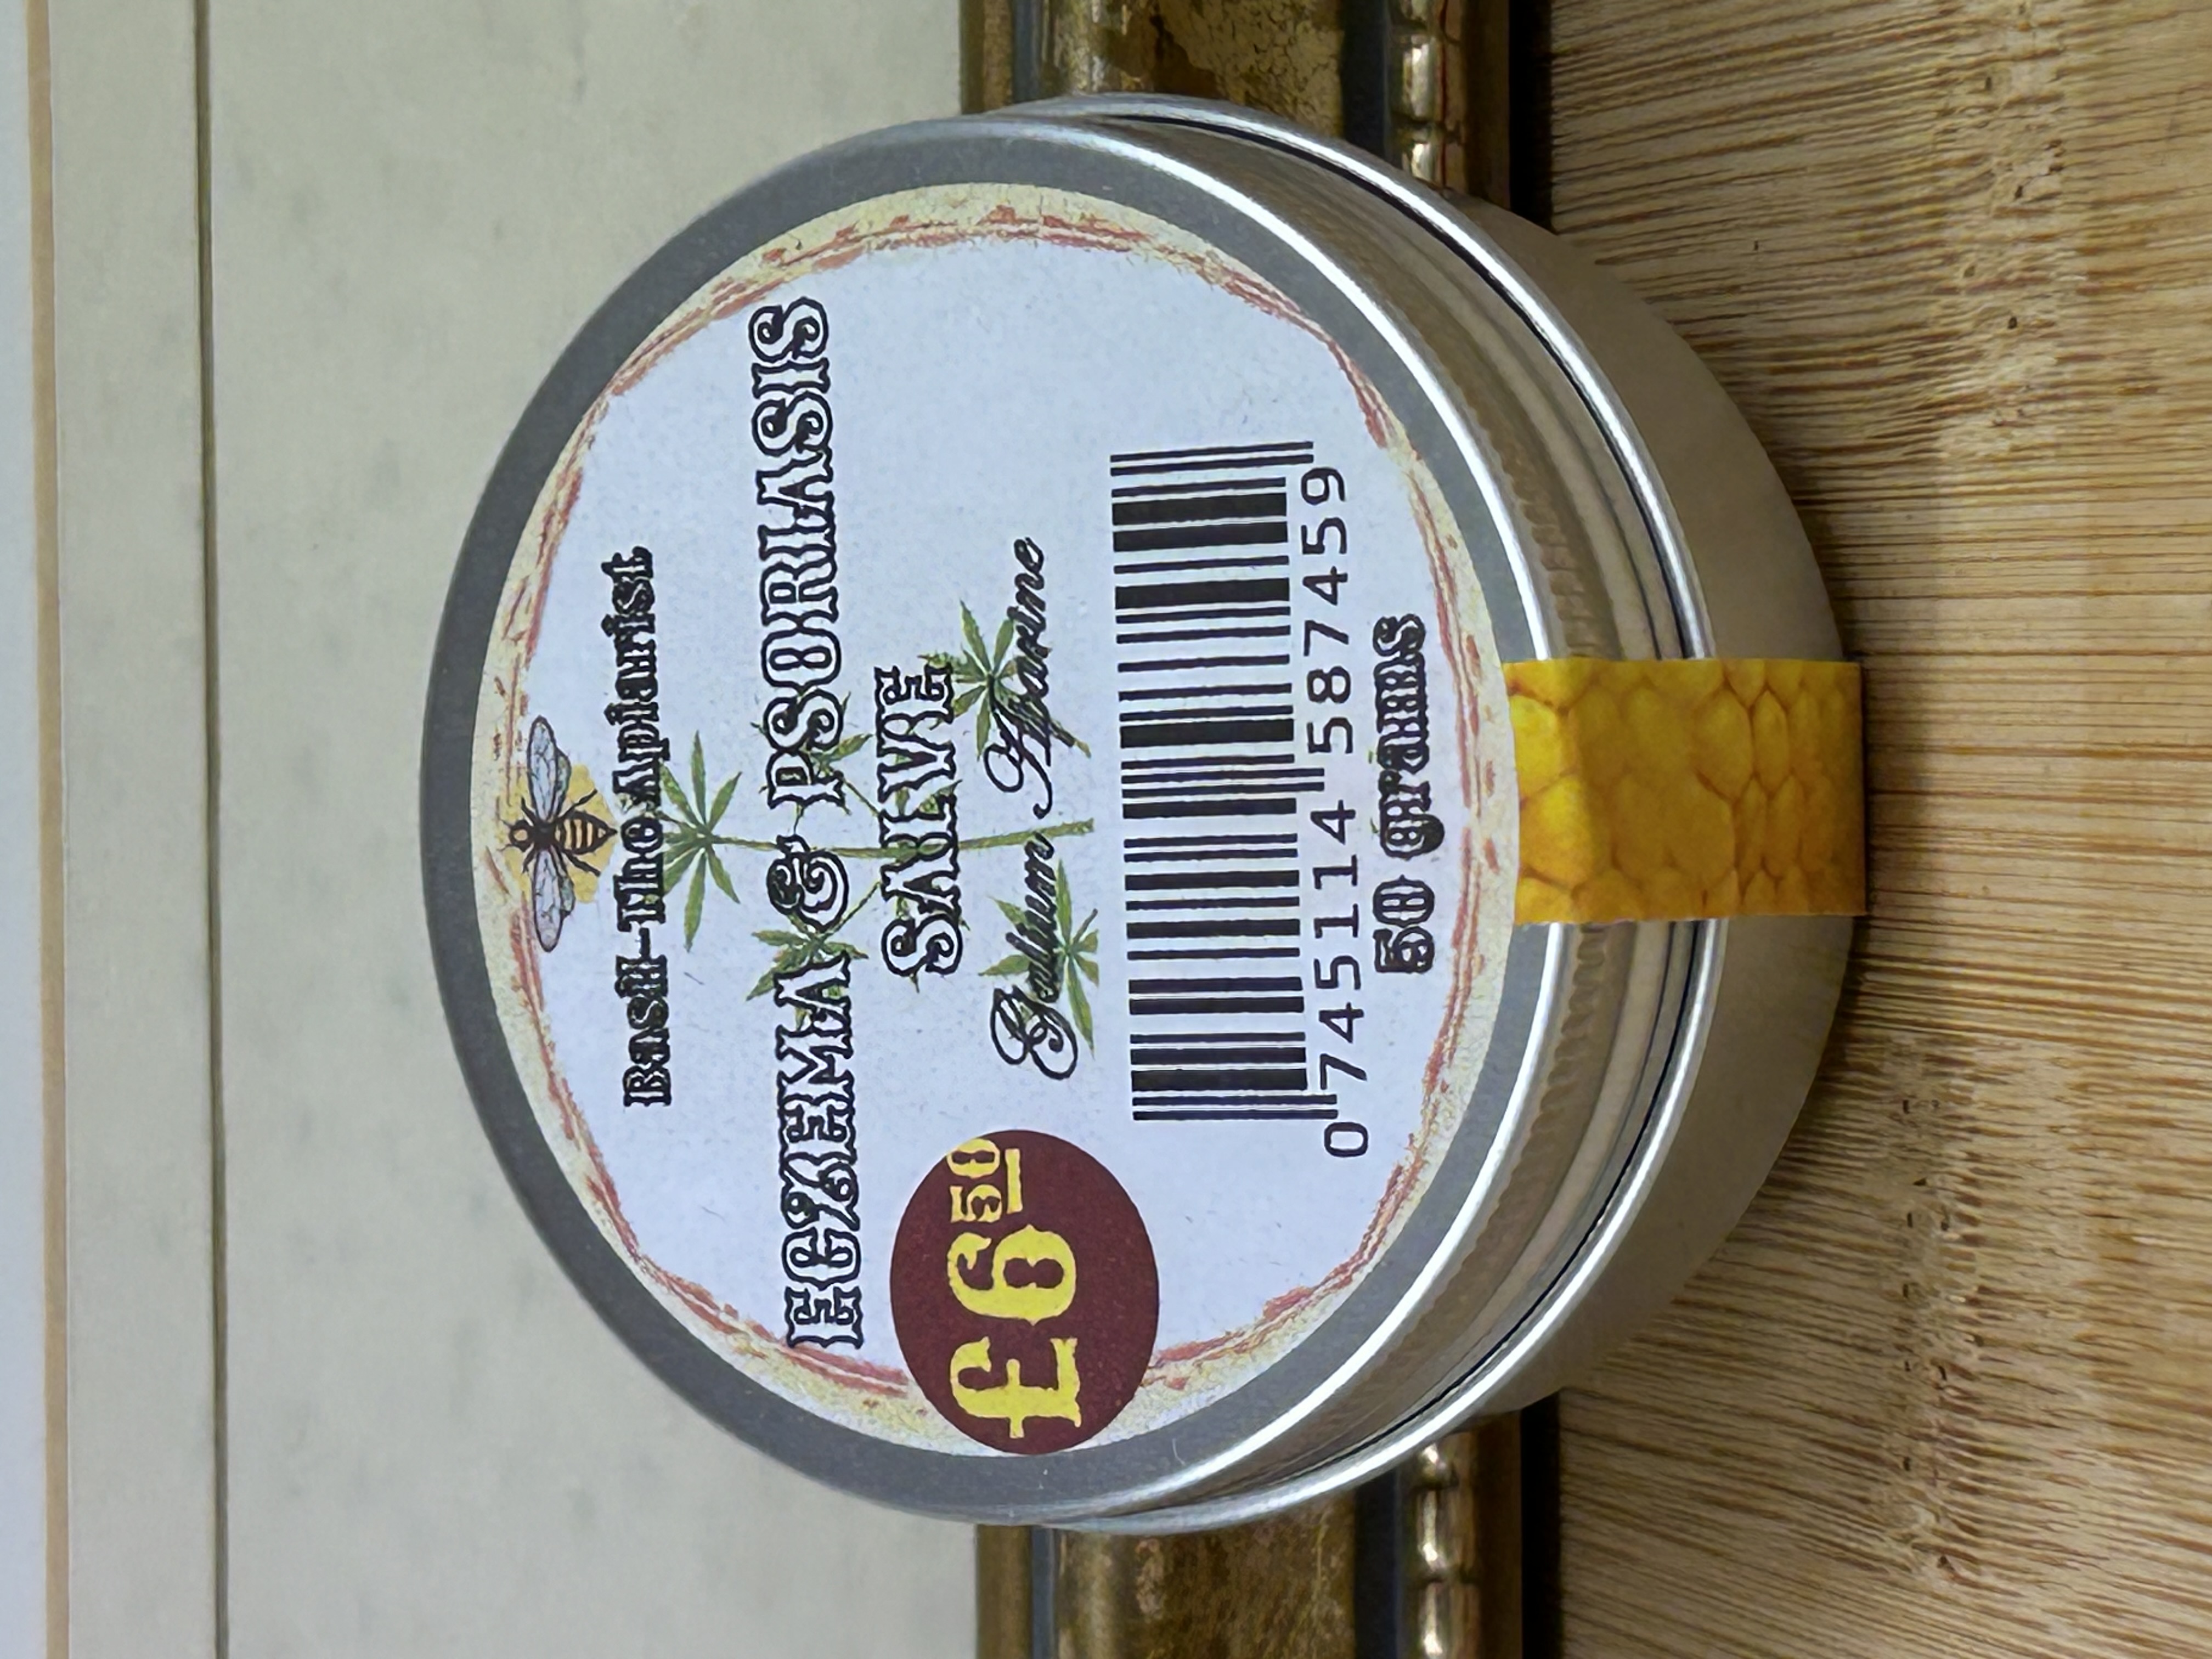 Basil-The Apiarist
ECZEMA & PSORIASIS
SALVE
Galium Aparine
£6.50
0 745114 587459
50 grams